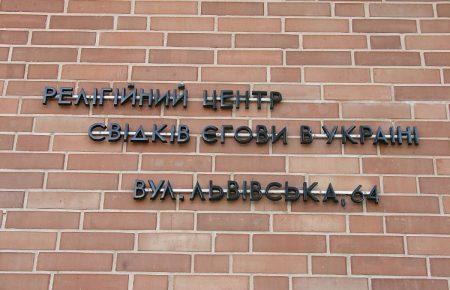 РЕЛІГІЙНИЙ ЦЕНТР
СВІДКІВ ЄГОВИ В УКРАЇНІ
ВУЛ. ЛЬВІВСЬКА, 64